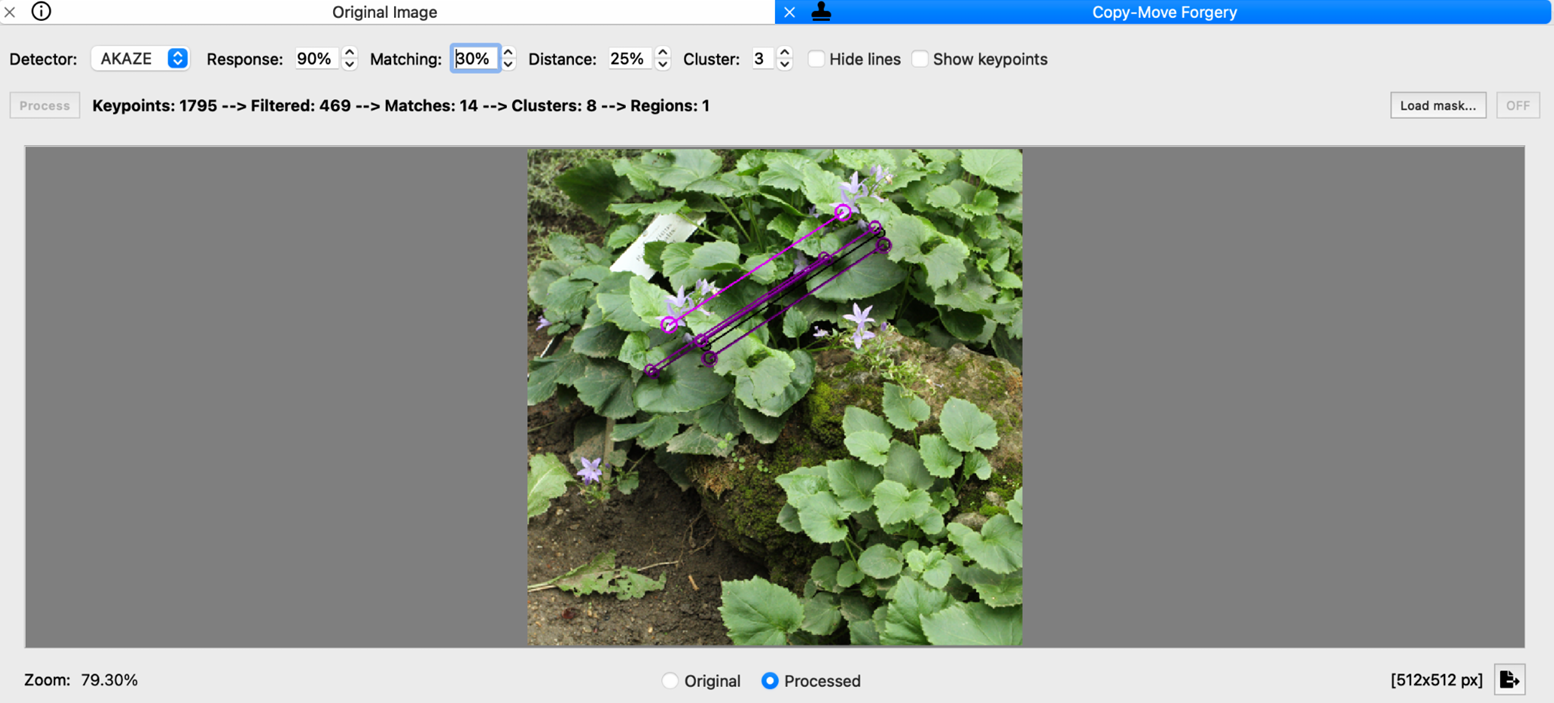 Original Image
Copy-Move Forgery
Detector: AKAZE Response: 90% Matching: 30% Distance: 25% Cluster: 3 Hide lines Show keypoints
Process Keypoints: 1795 --> Filtered: 469 --> Matches: 14 --> Clusters: 8 --> Regions: 1 Load mask... OFF
Zoom: 79.30% Original Processed [512x512 px]